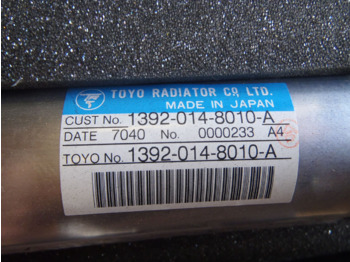 TOYO RADIATOR CO., LTD.
MADE IN JAPAN
CUST No. 1392-014-8010-A
DATE 7040 No. 0000233 A4
TOYO No. 1392-014-8010-A